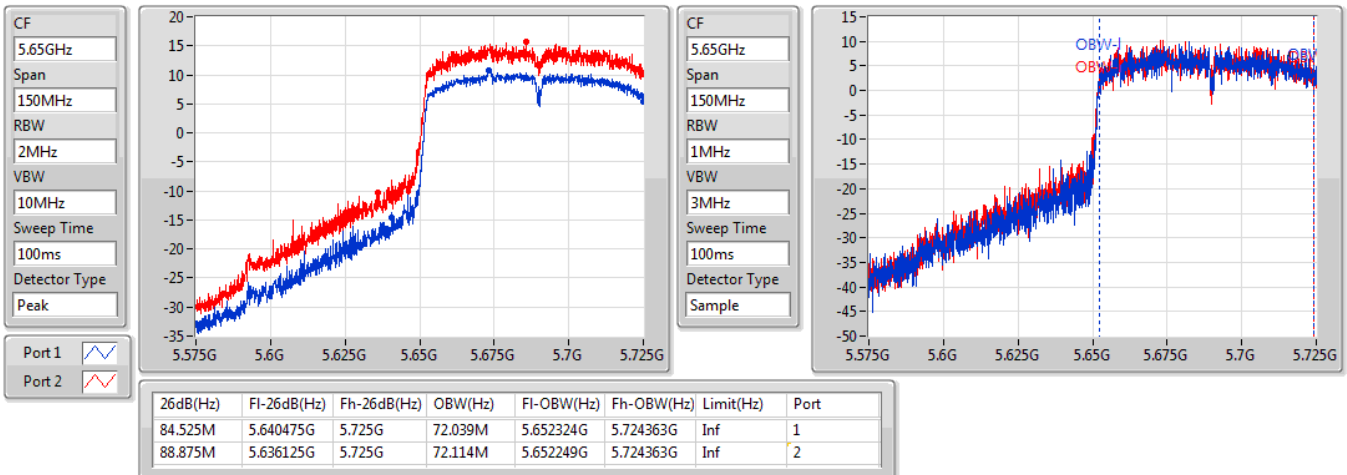 CF
5.65GHz
Span
150MHz
RBW
2MHz
VBW
10MHz
Sweep Time
100ms
Detector Type
Peak
20
15
10
5
0
-5
-10
-15
-20
-25
-30
-35
5.575G 5.6G 5.625G 5.65G 5.675G 5.7G 5.725G
CF
5.65GHz
Span
150MHz
RBW
1MHz
VBW
3MHz
Sweep Time
100ms
Detector Type
Sample
15
10
5
0
-5
-10
-15
-20
-25
-30
-35
-40
-45
-50
OBW-l
5.575G 5.6G 5.625G 5.65G 5.675G 5.7G 5.725G
Port 1
Port 2
26dB(Hz) Fl-26dB(Hz) Fh-26dB(Hz) OBW(Hz) Fl-OBW(Hz) Fh-OBW(Hz) Limit(Hz) Port
84.525M 5.640475G 5.725G 72.039M 5.652324G 5.724363G Inf 1
88.875M 5.636125G 5.725G 72.114M 5.652249G 5.724363G Inf 2